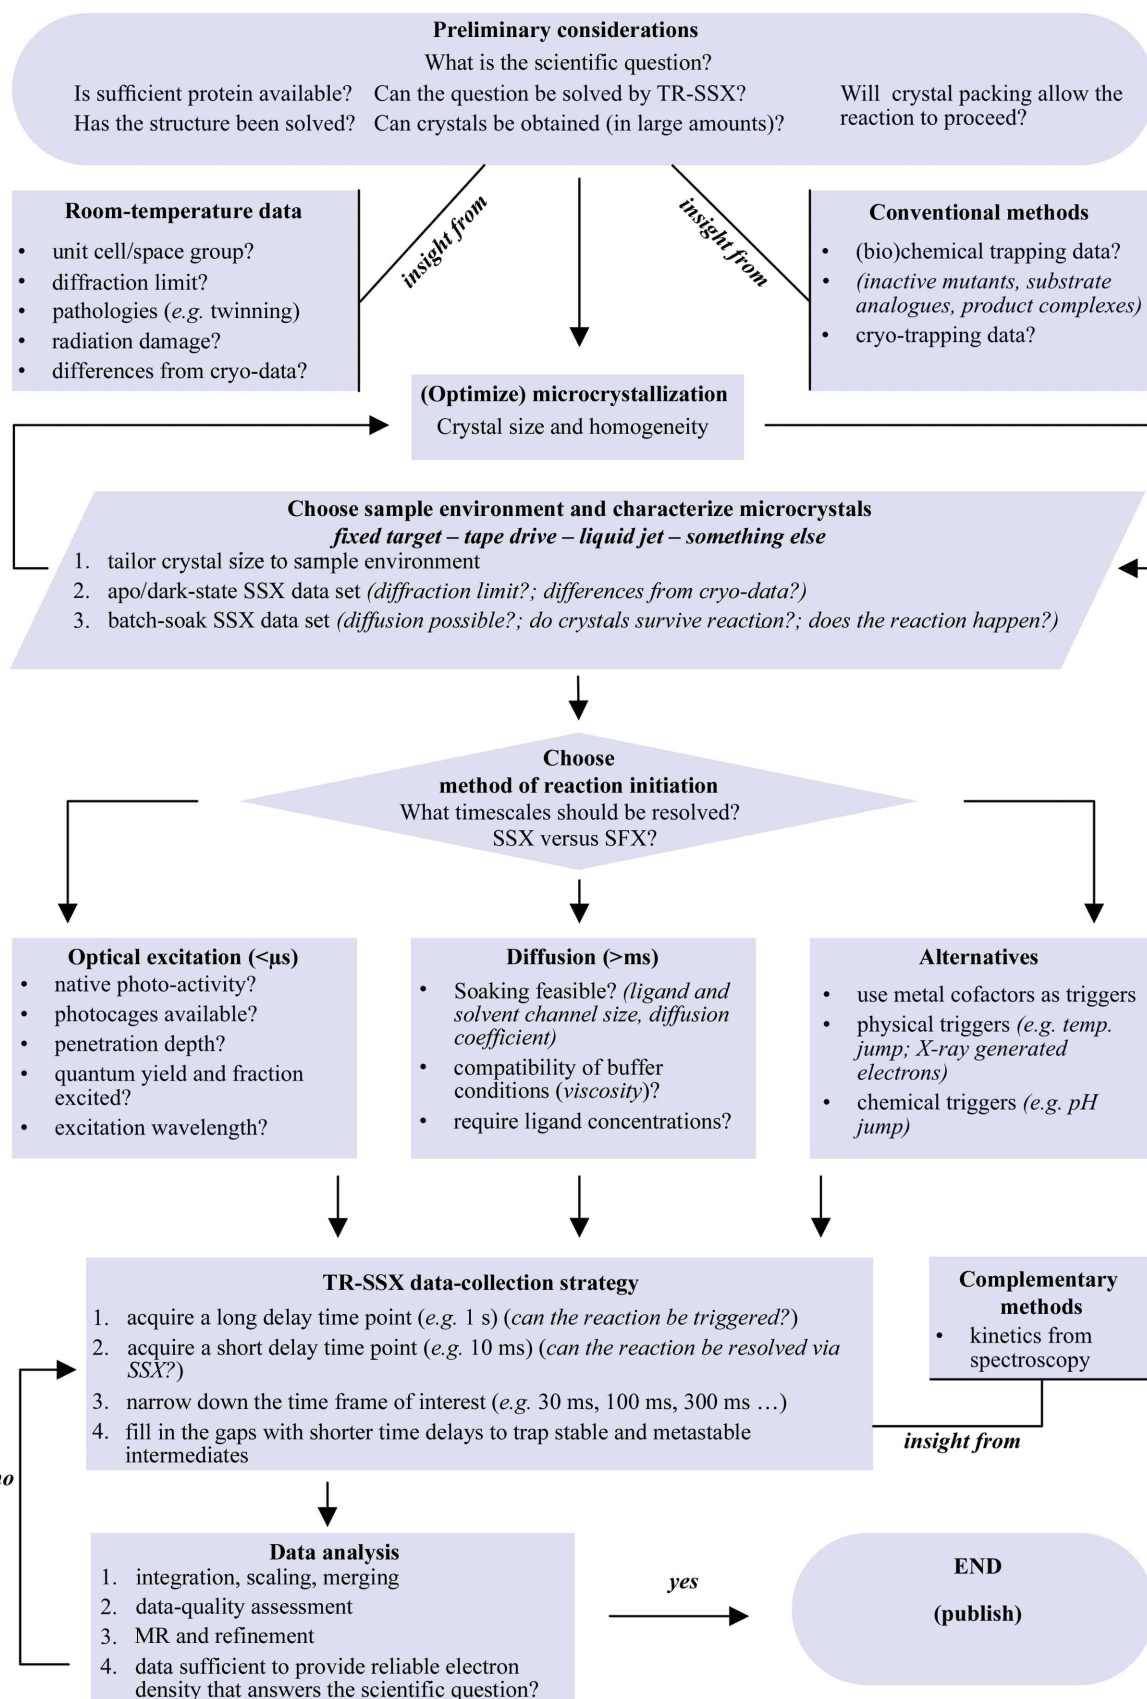 Preliminary considerations
What is the scientific question?
Is sufficient protein available? Can the question be solved by TR-SSX? Will crystal packing allow the
Has the structure been solved? Can crystals be obtained (in large amounts)? reaction to proceed?
insight from
insight from
Room-temperature data
• unit cell/space group?
• diffraction limit?
• pathologies (e.g. twinning)
• radiation damage?
• differences from cryo-data?
Conventional methods
• (bio)chemical trapping data?
• (inactive mutants, substrate
analogues, product complexes)
• cryo-trapping data?
(Optimize) microcrystallization
Crystal size and homogeneity
Choose sample environment and characterize microcrystals
fixed target – tape drive – liquid jet – something else
1. tailor crystal size to sample environment
2. apo/dark-state SSX data set (diffraction limit?; differences from cryo-data?)
3. batch-soak SSX data set (diffusion possible?; do crystals survive reaction?; does the reaction happen?)
Choose
method of reaction initiation
What timescales should be resolved?
SSX versus SFX?
Optical excitation (<μs)
• native photo-activity?
• photocages available?
• penetration depth?
• quantum yield and fraction
excited?
• excitation wavelength?
Diffusion (>ms)
• Soaking feasible? (ligand and
solvent channel size, diffusion
coefficient)
• compatibility of buffer
conditions (viscosity)?
• require ligand concentrations?
Alternatives
• use metal cofactors as triggers
• physical triggers (e.g. temp.
jump; X-ray generated
electrons)
• chemical triggers (e.g. pH
jump)
TR-SSX data-collection strategy
1. acquire a long delay time point (e.g. 1 s) (can the reaction be triggered?)
2. acquire a short delay time point (e.g. 10 ms) (can the reaction be resolved via
SSX?)
3. narrow down the time frame of interest (e.g. 30 ms, 100 ms, 300 ms …)
4. fill in the gaps with shorter time delays to trap stable and metastable
intermediates
Complementary
methods
• kinetics from
spectroscopy
insight from
no
Data analysis
1. integration, scaling, merging
2. data-quality assessment
3. MR and refinement
4. data sufficient to provide reliable electron
density that answers the scientific question?
yes
END
(publish)